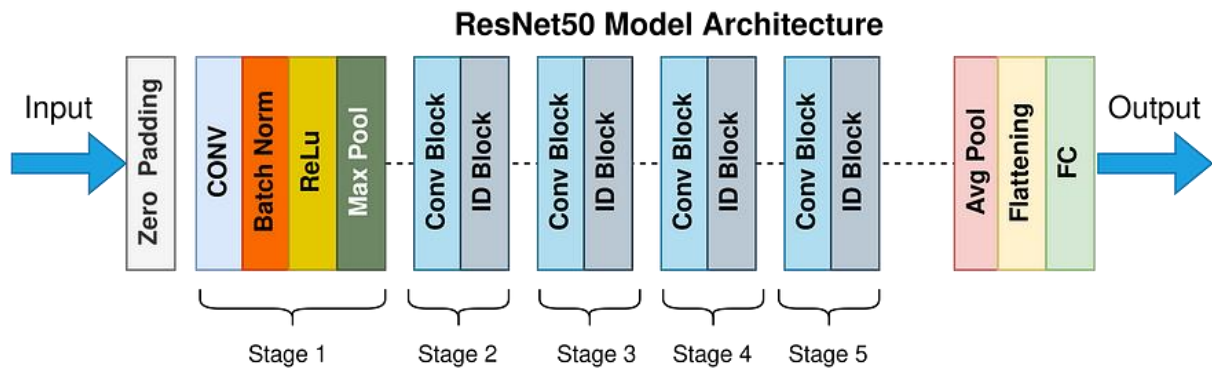 ResNet50 Model Architecture
Input
Zero Padding
CONV
Batch Norm
ReLu
Max Pool
Conv Block
ID Block
Conv Block
ID Block
Conv Block
ID Block
Conv Block
ID Block
Avg Pool
Flattening
FC
Output
Stage 1
Stage 2
Stage 3
Stage 4
Stage 5